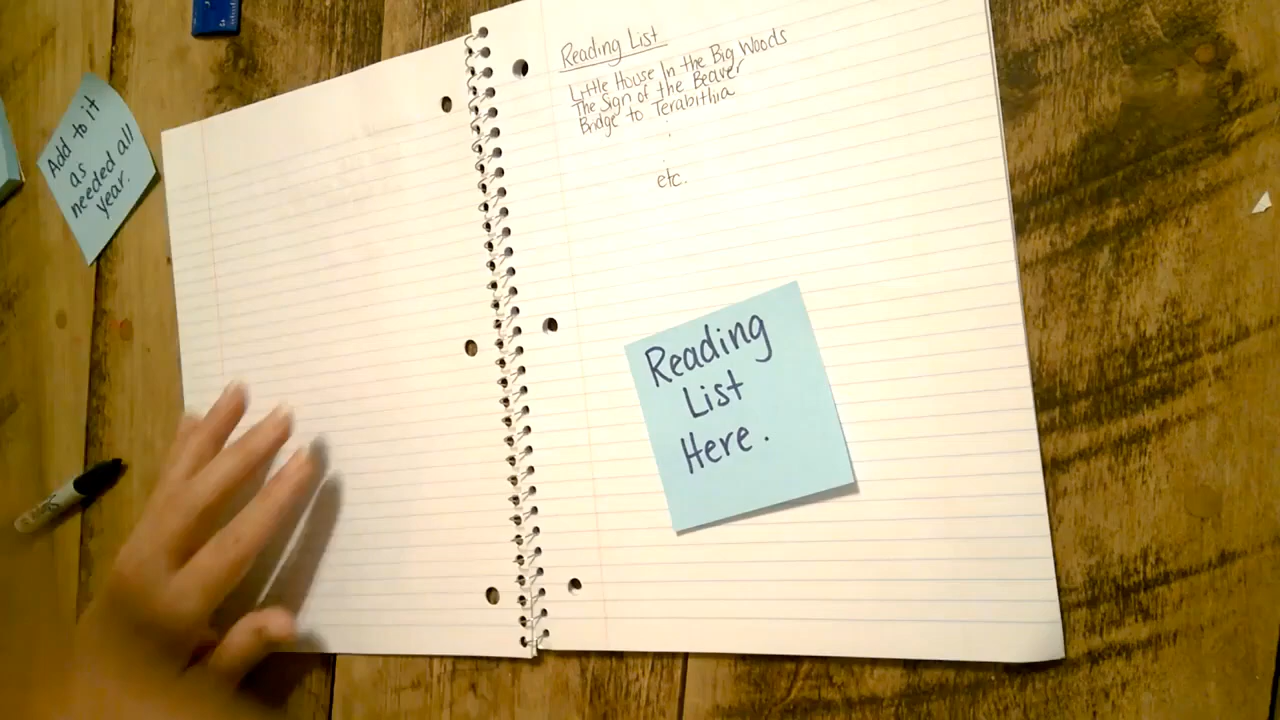 Add to it
as
needed all
year.
Reading List
Little House In the Big Woods
The Sign of the Beaver
Bridge to Terabithia
.
.
etc.
Reading
List
Here.